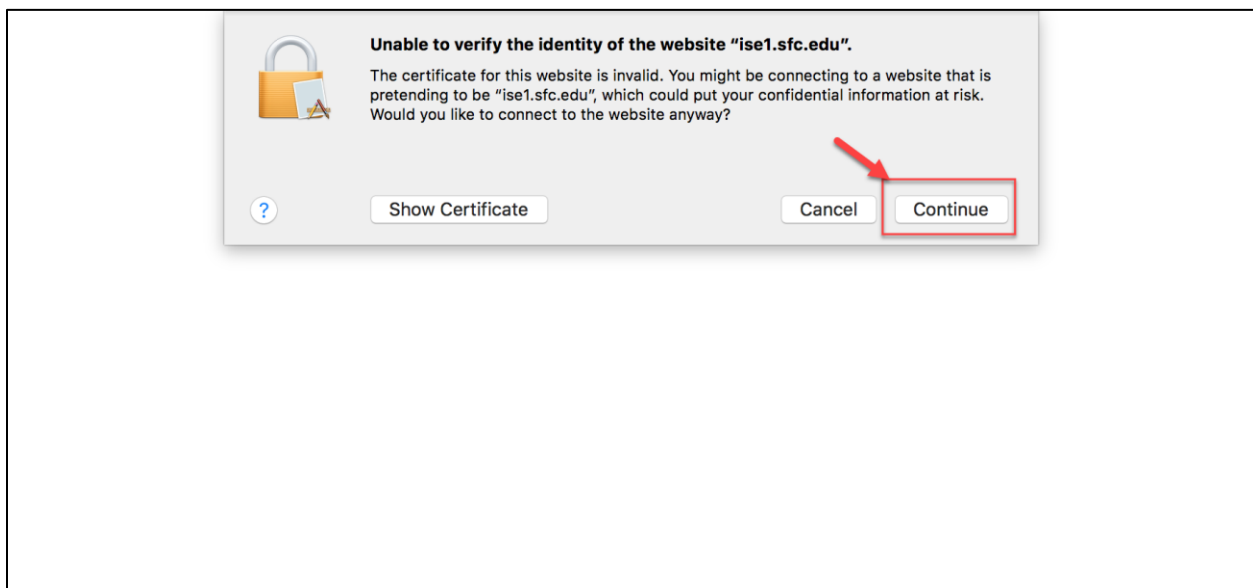 Unable to verify the identity of the website “ise1.sfc.edu”.
The certificate for this website is invalid. You might be connecting to a website that is
pretending to be “ise1.sfc.edu”, which could put your confidential information at risk.
Would you like to connect to the website anyway?
?
Show Certificate
Cancel
Continue